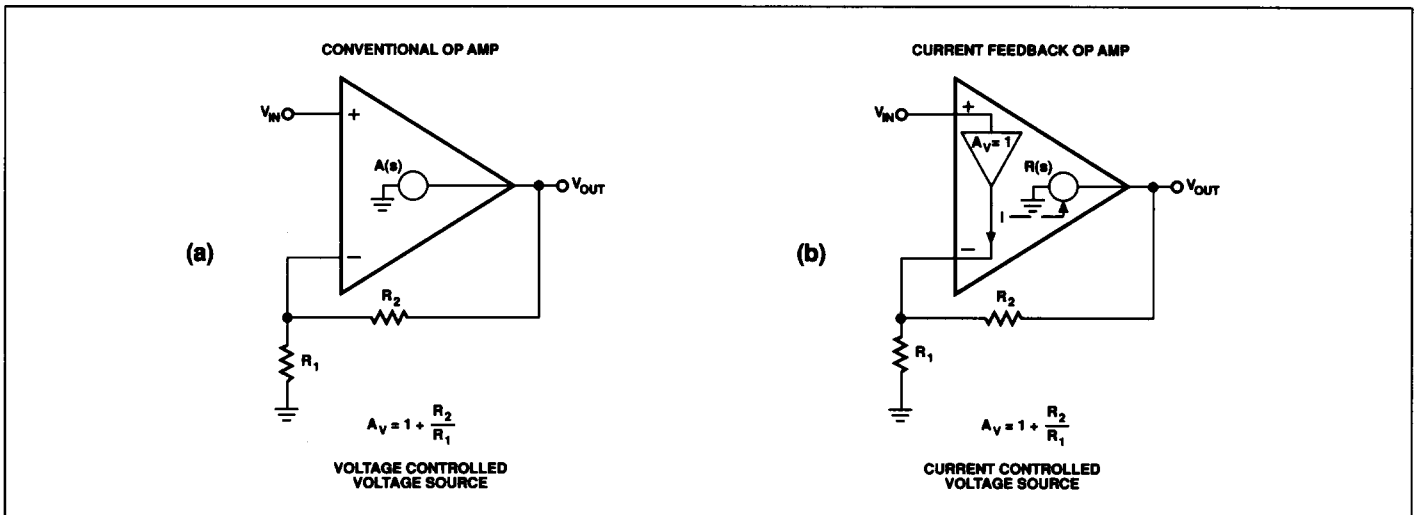 CONVENTIONAL OP AMP
V_IN
+
A(s)
V_OUT
(a)
−
R_2
R_1
A_V = 1 + R_2/R_1
VOLTAGE CONTROLLED
VOLTAGE SOURCE
CURRENT FEEDBACK OP AMP
V_IN
+
A_V = 1
R(s)
V_OUT
I
(b)
−
R_2
R_1
A_V = 1 + R_2/R_1
CURRENT CONTROLLED
VOLTAGE SOURCE